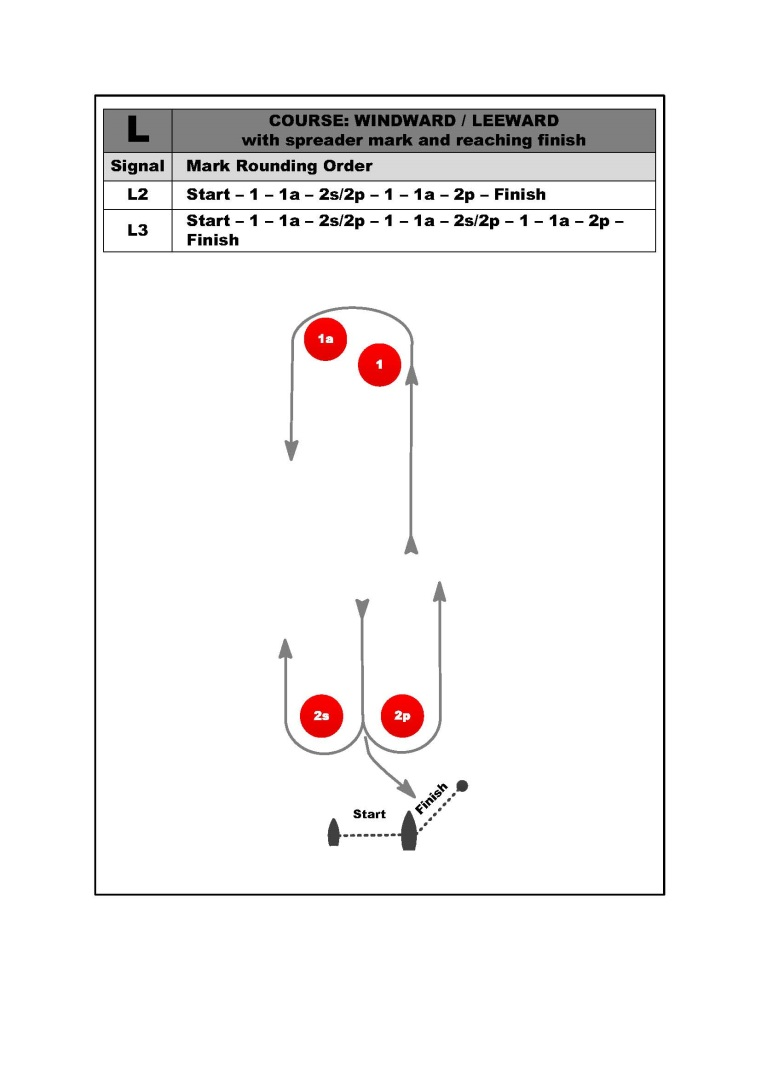 L
COURSE: WINDWARD / LEEWARD
with spreader mark and reaching finish
Signal Mark Rounding Order
L2 Start – 1 – 1a – 2s/2p – 1 – 1a – 2p – Finish
L3 Start – 1 – 1a – 2s/2p – 1 – 1a – 2s/2p – 1 – 1a – 2p –
Finish
1a
1
2s
2p
Finish
Start